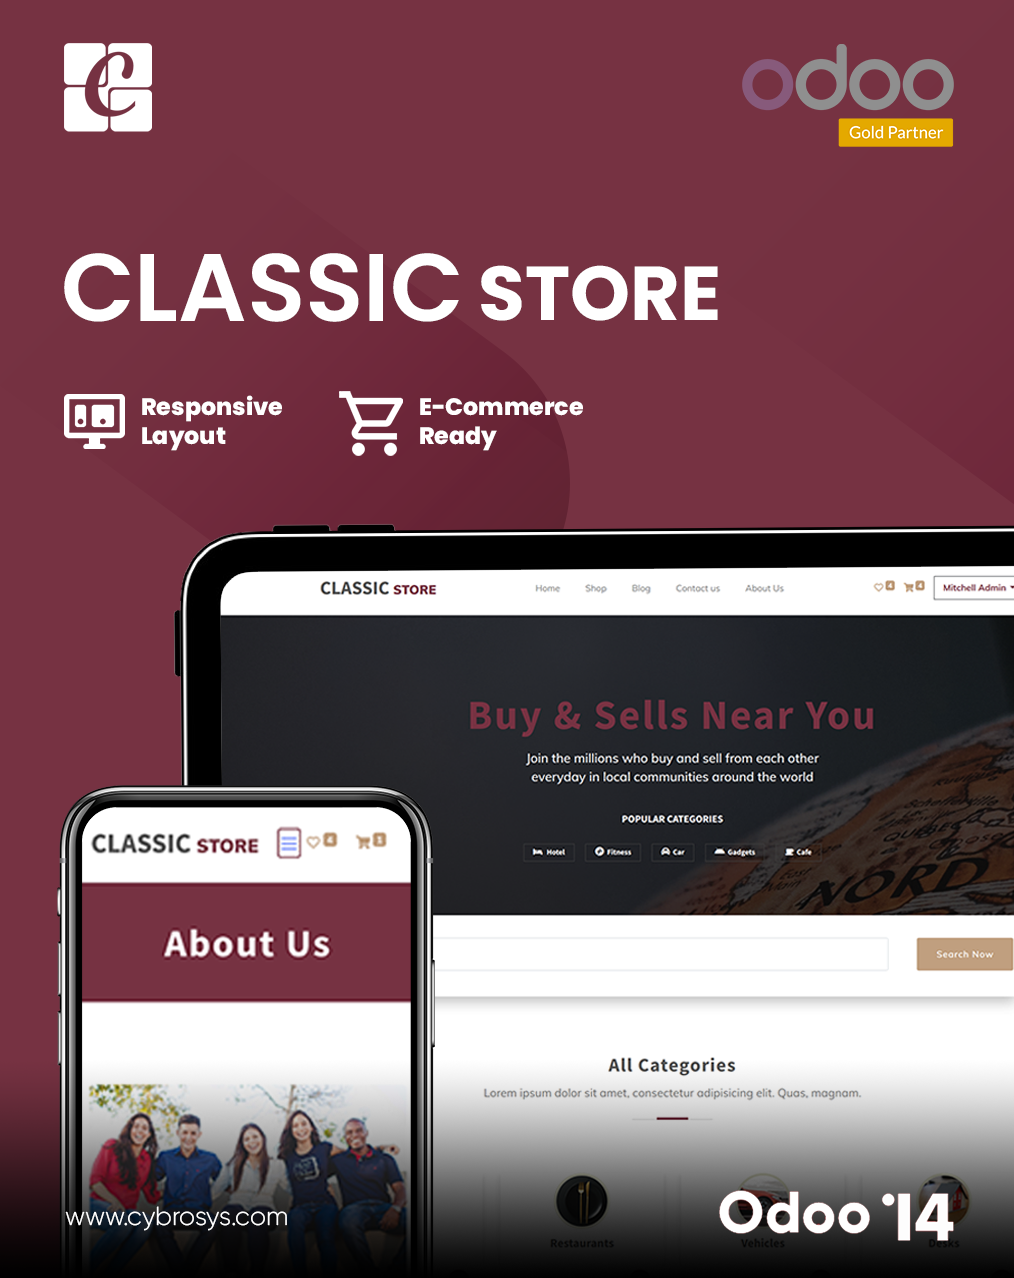 C
odoo
Gold Partner
CLASSIC STORE
Responsive
Layout
E-Commerce
Ready
CLASSIC STORE
Home
Shop
Blog
Contact us
About Us
4
4
Mitchell Admin
Buy & Sells Near You
Join the millions who buy and sell from each other
everyday in local communities around the world
POPULAR CATEGORIES
Hotel
Fitness
Car
Gadgets
Cafe
QUEBEC
NORD
Search Now
CLASSIC STORE
About Us
All Categories
Lorem ipsum dolor sit amet, consectetur adipisicing elit. Quas, magnam.
Restaurants
Vehicles
Desks
www.cybrosys.com
Odoo '14